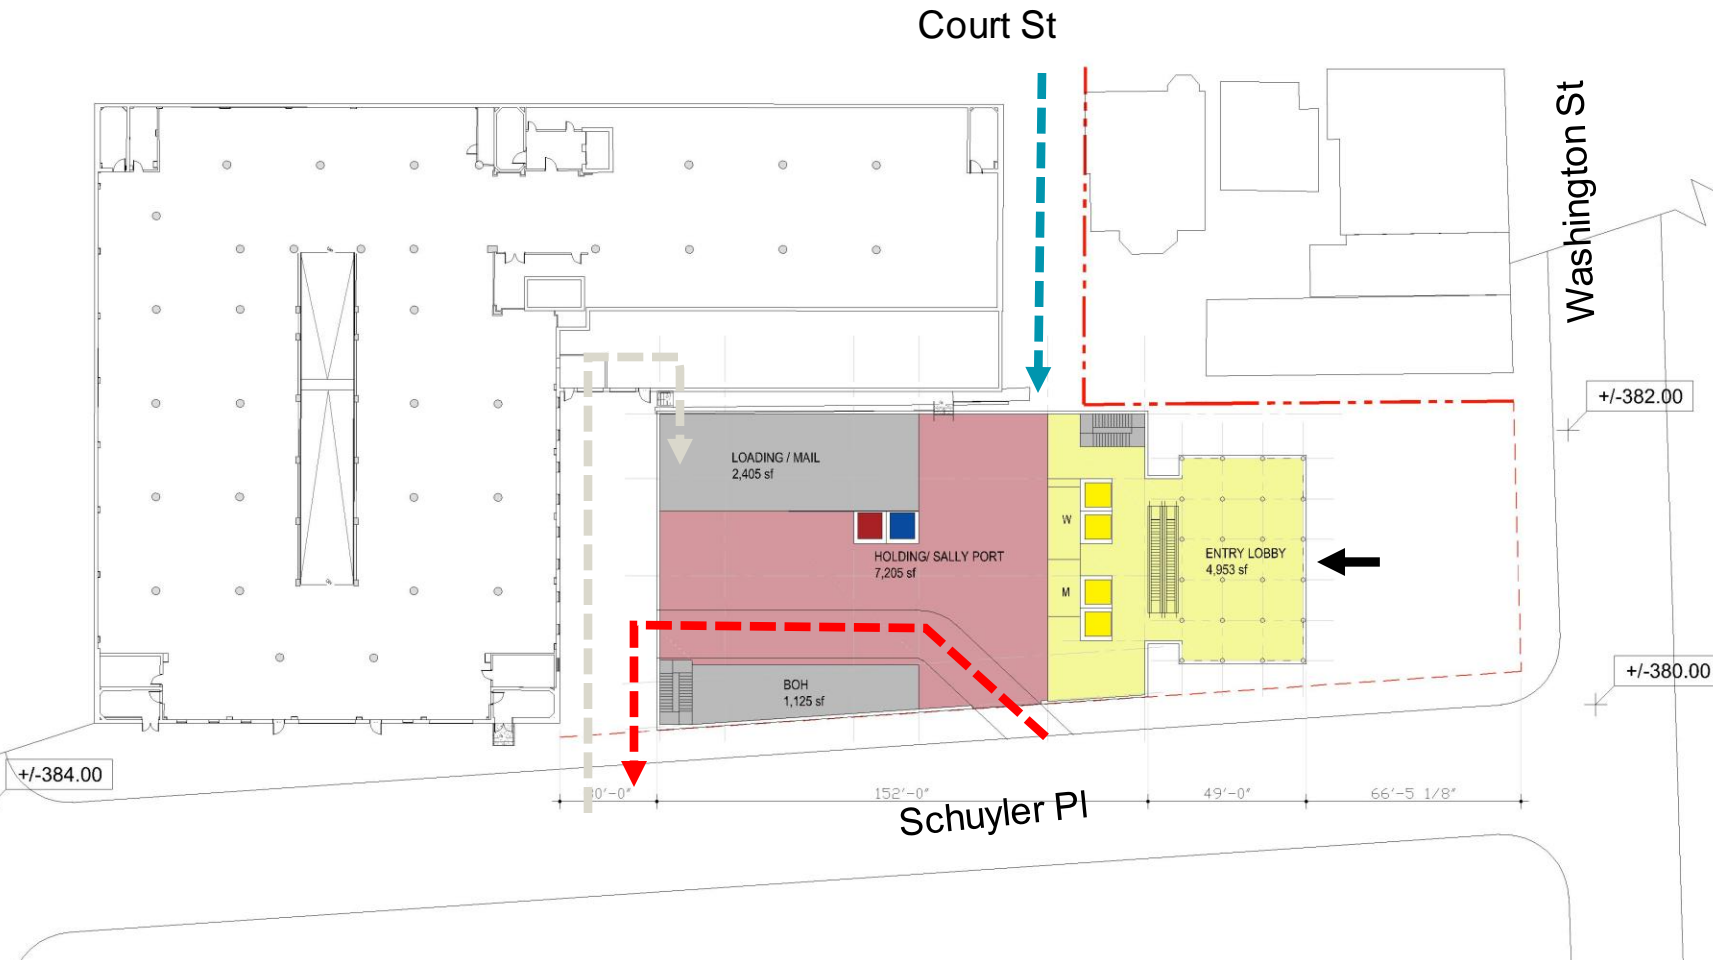 Court St
Washington St
+/-382.00
LOADING / MAIL
2,405 sf
W
HOLDING/ SALLY PORT
7,205 sf
ENTRY LOBBY
4,953 sf
M
+/-380.00
BOH
1,125 sf
+/-384.00
30'-0"
152'-0"
49'-0"
66'-5 1/8"
Schuyler Pl